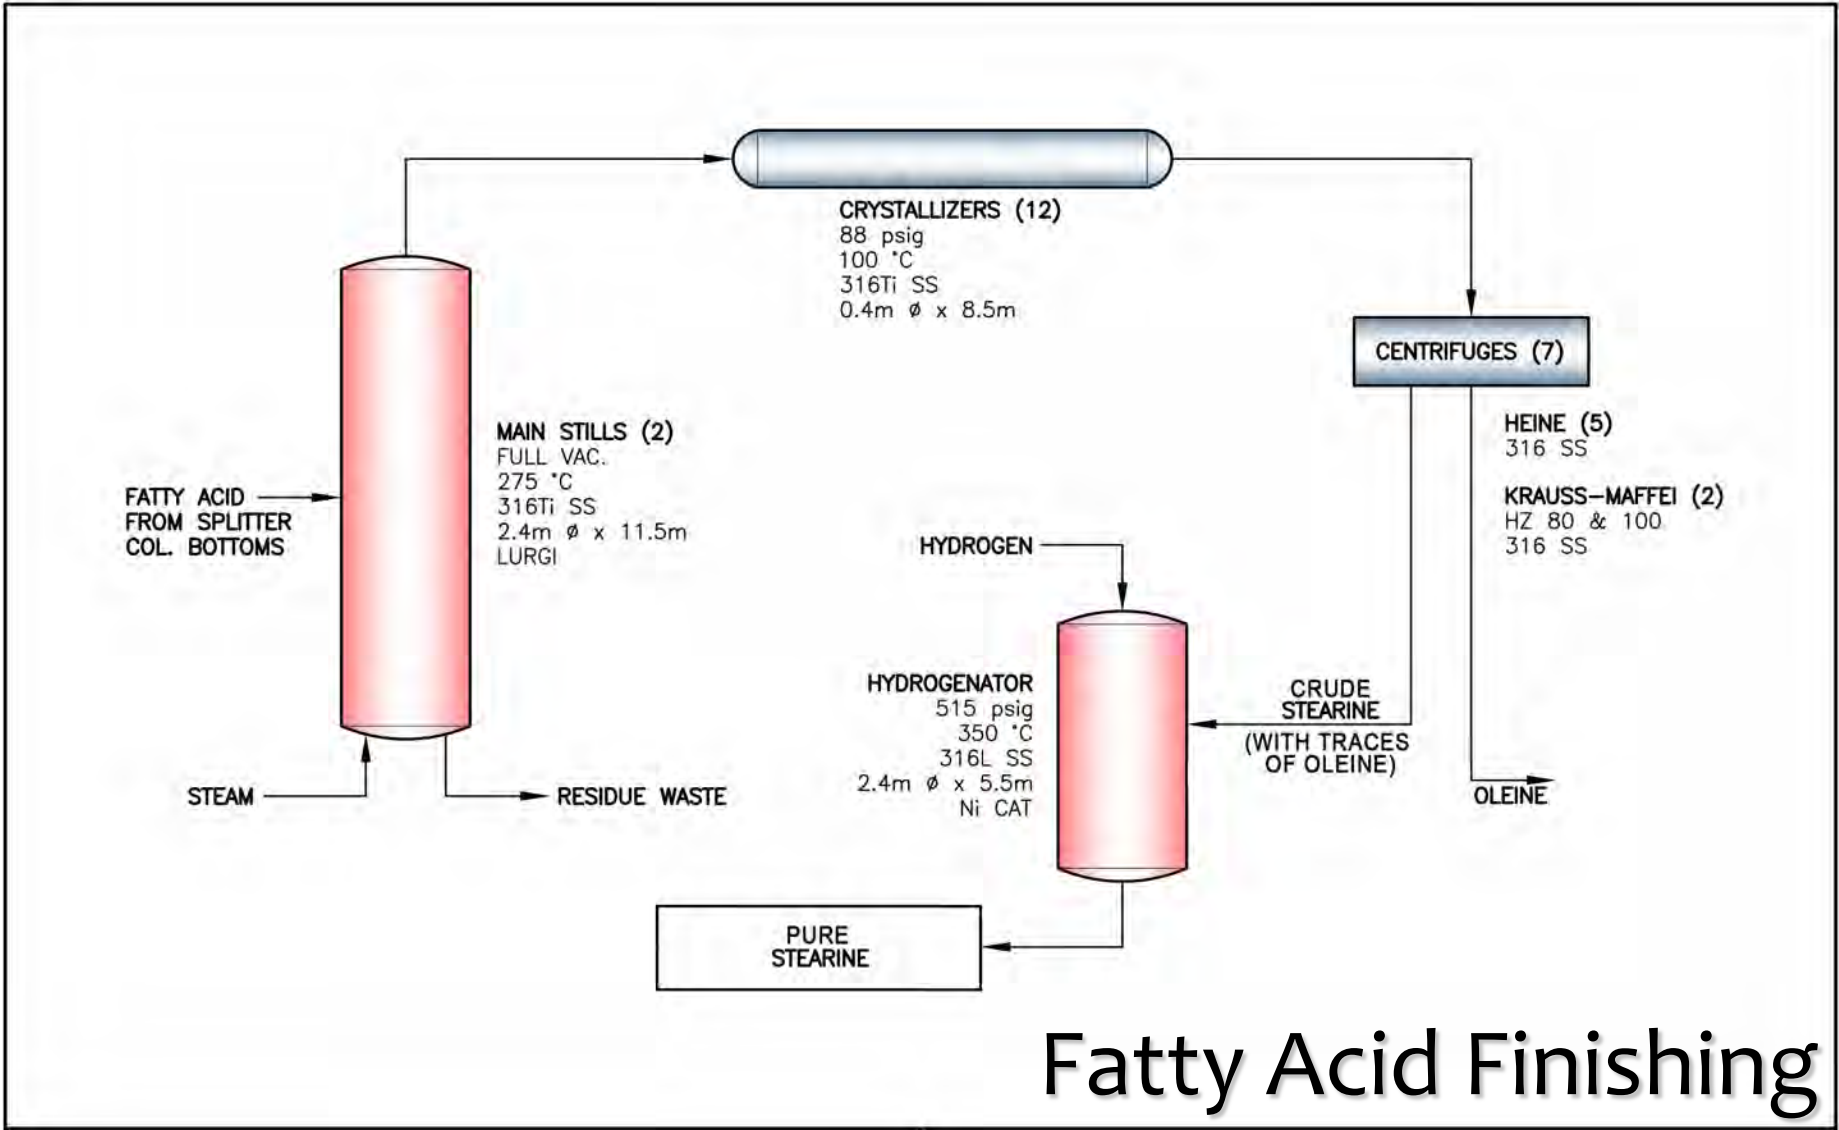 CRYSTALLIZERS (12)
88 psig
100 °C
316Ti SS
0.4m ø x 8.5m
CENTRIFUGES (7)
HEINE (5)
316 SS
KRAUSS-MAFFEI (2)
HZ 80 & 100
316 SS
MAIN STILLS (2)
FULL VAC.
275 °C
316Ti SS
2.4m ø x 11.5m
LURGI
FATTY ACID
FROM SPLITTER
COL. BOTTOMS
HYDROGEN
HYDROGENATOR
515 psig
350 °C
316L SS
2.4m ø x 5.5m
Ni CAT
CRUDE
STEARINE
(WITH TRACES
OF OLEINE)
STEAM
RESIDUE WASTE
OLEINE
PURE
STEARINE
Fatty Acid Finishing